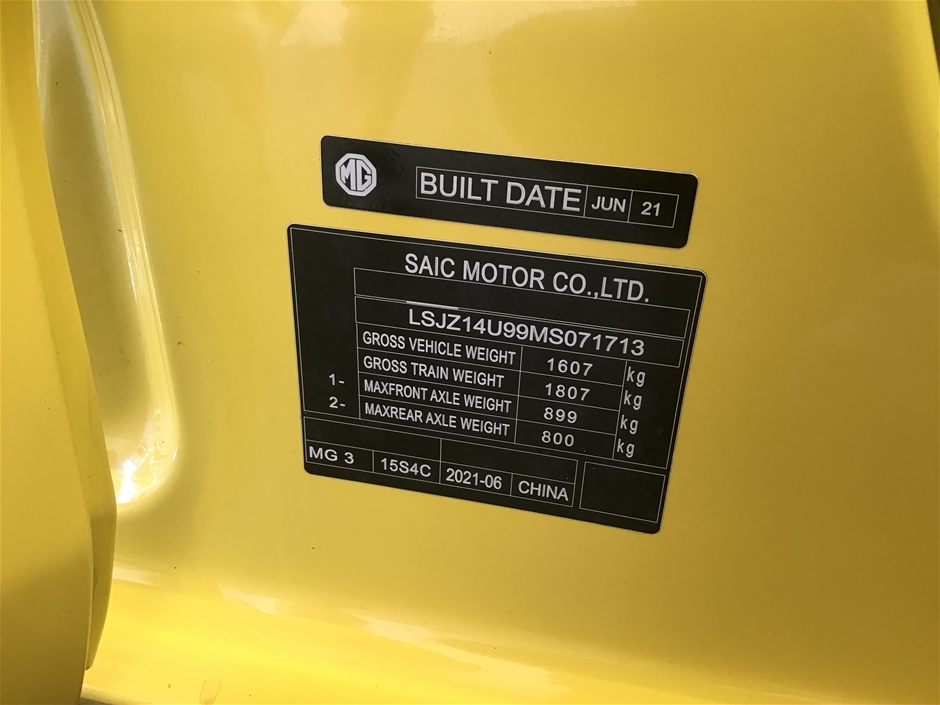 MG BUILT DATE JUN 21
SAIC MOTOR CO.,LTD.
LSJZ14U99MS071713
GROSS VEHICLE WEIGHT 1607 kg
GROSS TRAIN WEIGHT 1807 kg
1- MAXFRONT AXLE WEIGHT 899 kg
2- MAXREAR AXLE WEIGHT 800 kg
MG 3 15S4C 2021-06 CHINA